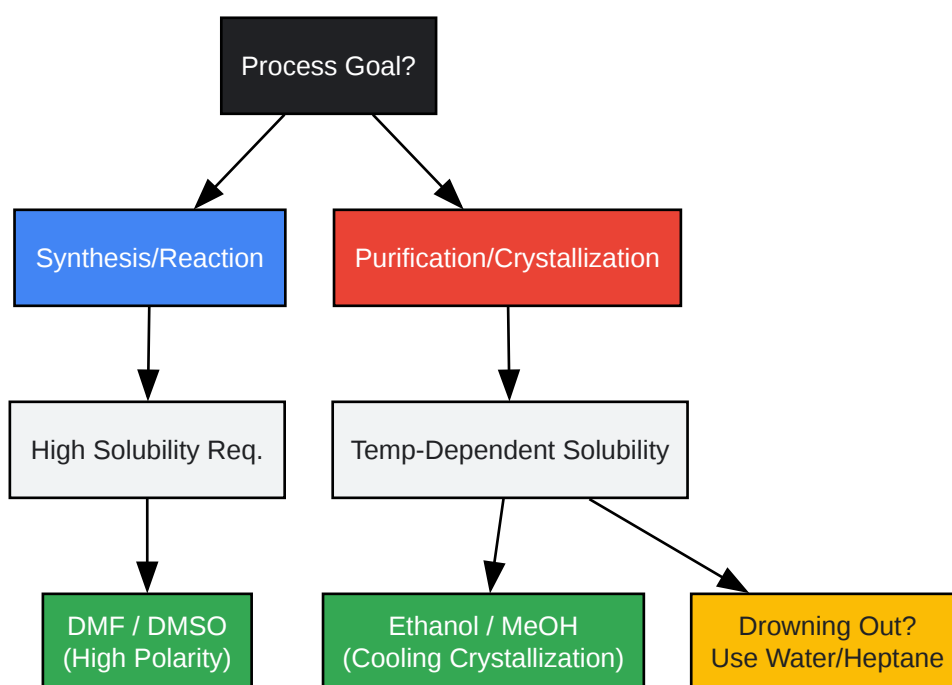 Process Goal?
Synthesis/Reaction
Purification/Crystallization
High Solubility Req.
Temp-Dependent Solubility
DMF / DMSO
(High Polarity)
Ethanol / MeOH
(Cooling Crystallization)
Drowning Out?
Use Water/Heptane